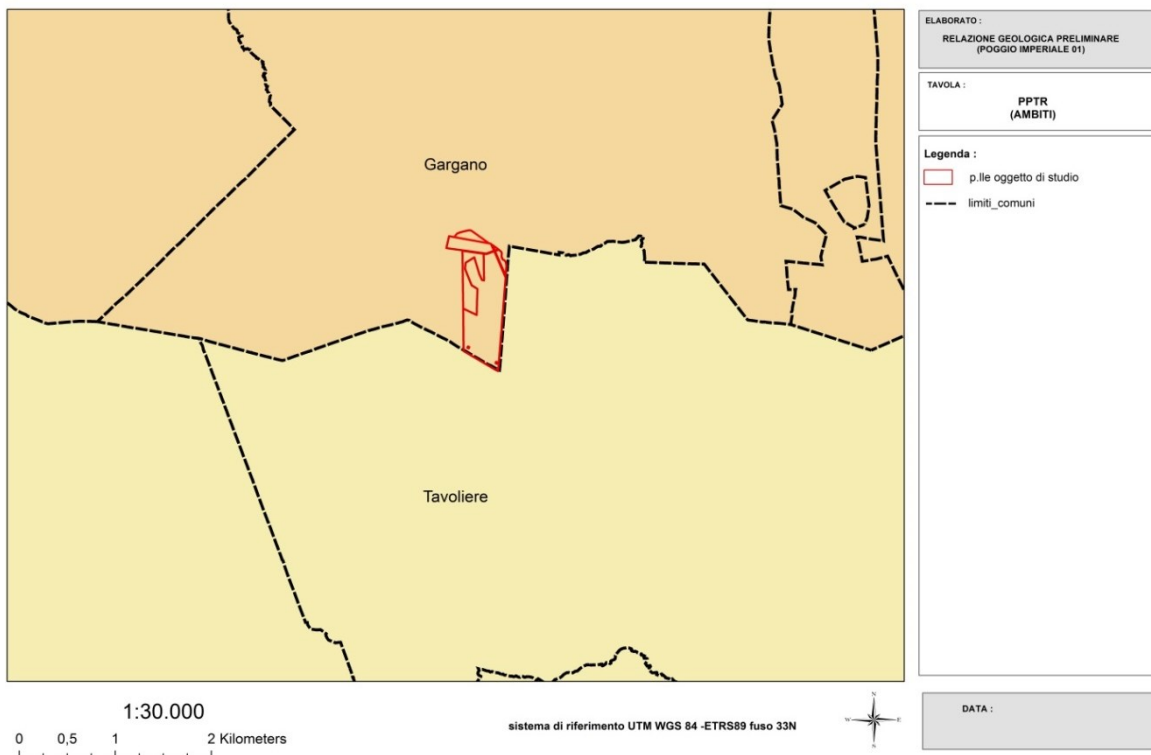 Gargano
Tavoliere
1:30.000
0 0,5 1 2 Kilometers
sistema di riferimento UTM WGS 84 -ETRS89 fuso 33N
N
W E
S
ELABORATO :
RELAZIONE GEOLOGICA PRELIMINARE
(POGGIO IMPERIALE 01)
TAVOLA :
PPTR
(AMBITI)
Legenda :
p.lle oggetto di studio
limiti_comuni
DATA :